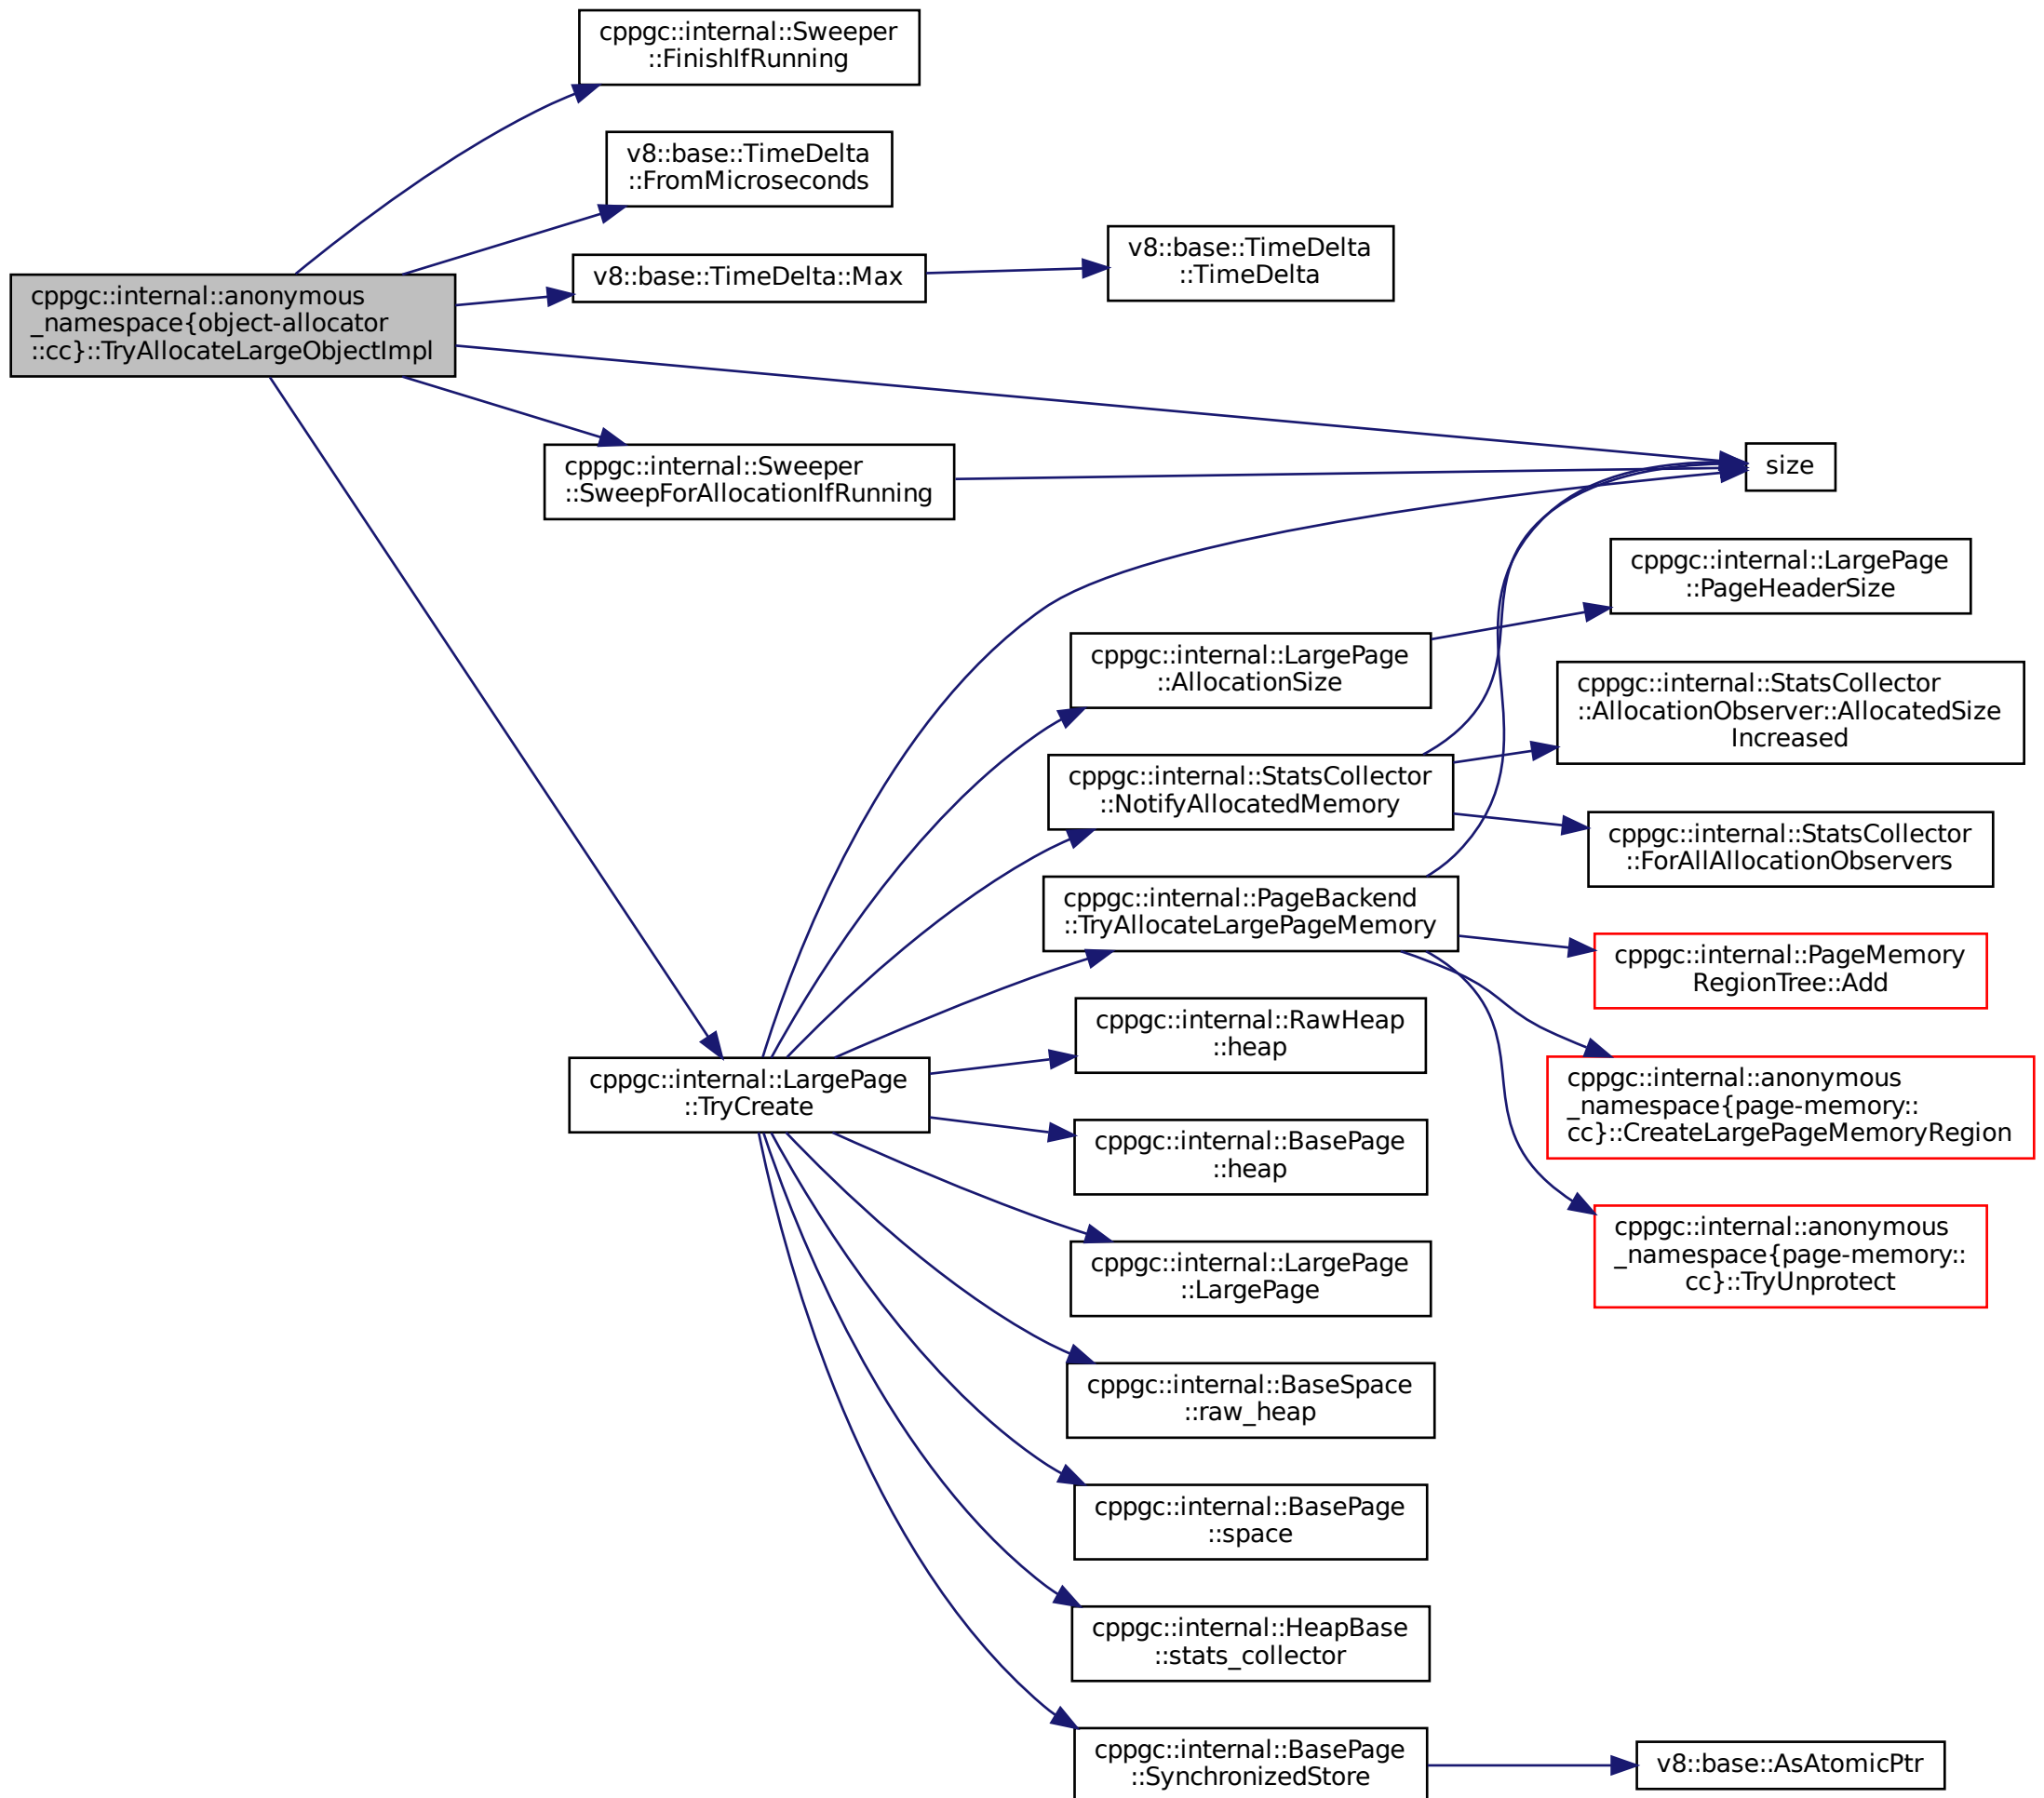 cppgc::internal::Sweeper
::FinishIfRunning
v8::base::TimeDelta
::FromMicroseconds
v8::base::TimeDelta::Max
v8::base::TimeDelta
::TimeDelta
cppgc::internal::anonymous
_namespace{object-allocator
::cc}::TryAllocateLargeObjectImpl
cppgc::internal::Sweeper
::SweepForAllocationIfRunning
size
cppgc::internal::LargePage
::PageHeaderSize
cppgc::internal::LargePage
::AllocationSize
cppgc::internal::StatsCollector
::AllocationObserver::AllocatedSize
Increased
cppgc::internal::StatsCollector
::NotifyAllocatedMemory
cppgc::internal::StatsCollector
::ForAllAllocationObservers
cppgc::internal::PageBackend
::TryAllocateLargePageMemory
cppgc::internal::PageMemory
RegionTree::Add
cppgc::internal::RawHeap
::heap
cppgc::internal::LargePage
::TryCreate
cppgc::internal::anonymous
_namespace{page-memory::
cc}::CreateLargePageMemoryRegion
cppgc::internal::BasePage
::heap
cppgc::internal::anonymous
_namespace{page-memory::
cc}::TryUnprotect
cppgc::internal::LargePage
::LargePage
cppgc::internal::BaseSpace
::raw_heap
cppgc::internal::BasePage
::space
cppgc::internal::HeapBase
::stats_collector
cppgc::internal::BasePage
::SynchronizedStore
v8::base::AsAtomicPtr